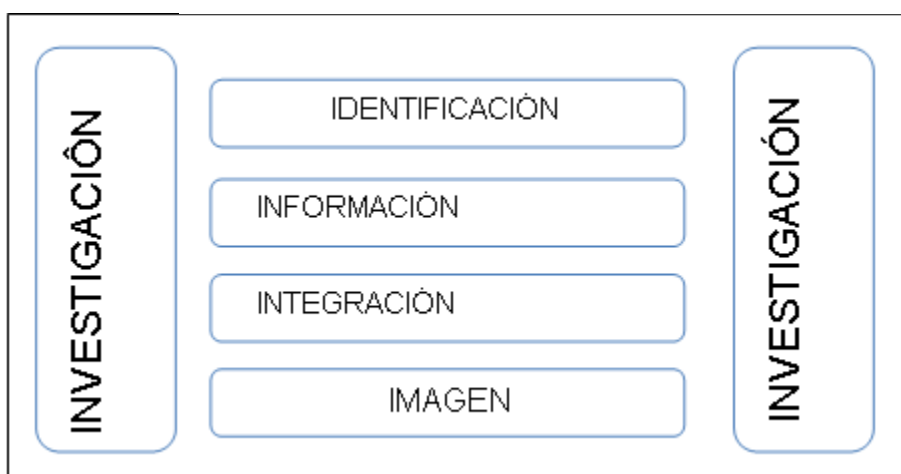 INVESTIGACIÔN
IDENTIFICACIÓN
INFORMACIÓN
INTEGRACIÓN
IMAGEN
INVESTIGACIÓN